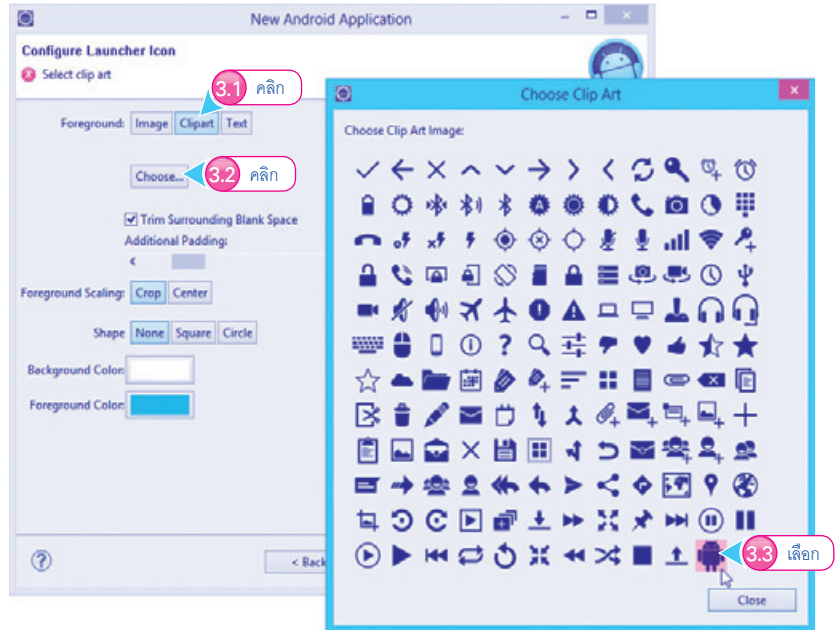 New Android Application
Configure Launcher Icon
Select clip art
3.1 คลิก
Foreground: Image Clipart Text
Choose... 3.2 คลิก
Trim Surrounding Blank Space
Additional Padding:
Foreground Scaling: Crop Center
Shape None Square Circle
Background Color:
Foreground Color:
? < Back
Choose Clip Art
Choose Clip Art Image:
3.3 เลือก
Close